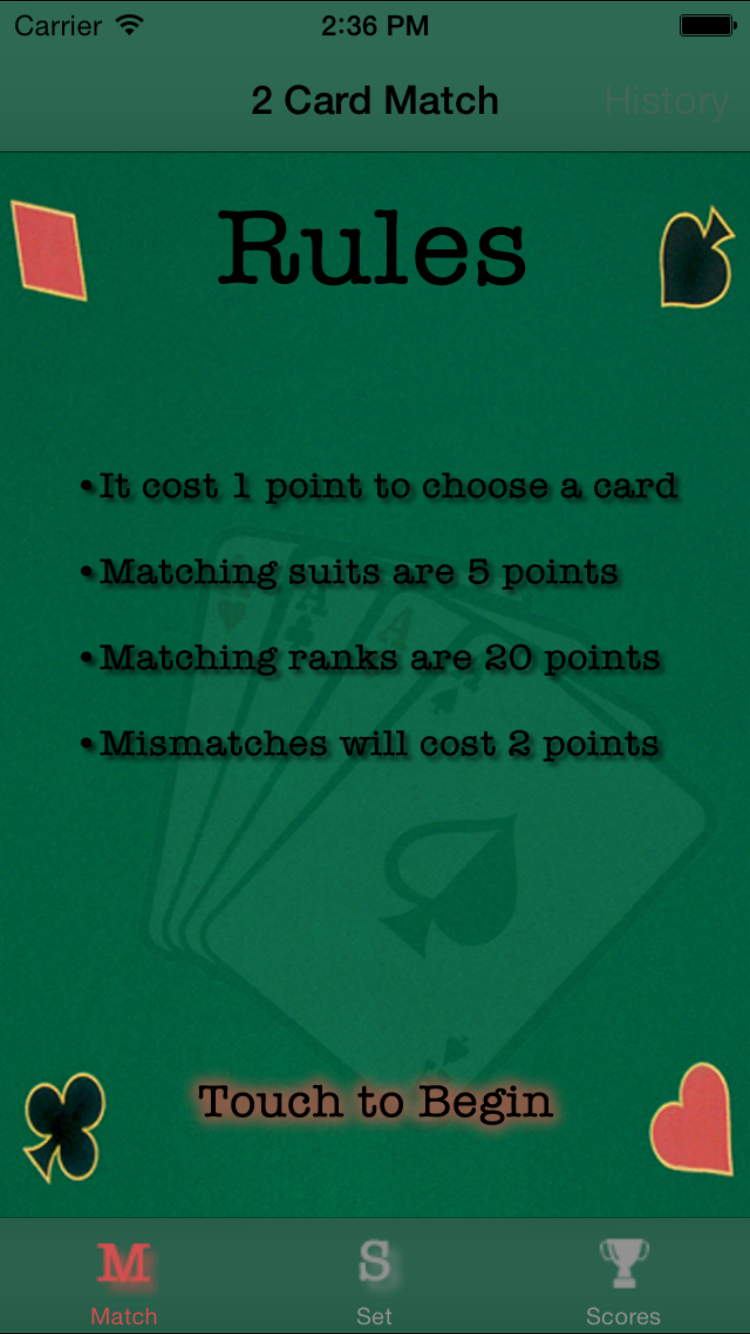 Carrier 2:36 PM
2 Card Match History
Rules
•It cost 1 point to choose a card
•Matching suits are 5 points
•Matching ranks are 20 points
•Mismatches will cost 2 points
A A A A
Touch to Begin
M S
Match Set Scores